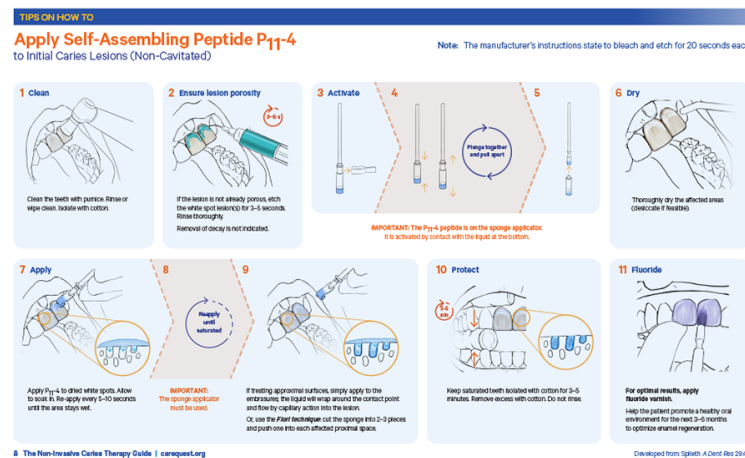 TIPS ON HOW TO
Apply Self-Assembling Peptide P11-4
to Initial Caries Lesions (Non-Cavitated)
Note: The manufacturer's instructions state to bleach and etch for 20 seconds eac
1 Clean
Clean the teeth with pumice. Rinse or
wipe clean. Isolate with cotton.
2 Ensure lesion porosity
3-5 s
If the lesion is not already porous, etch
the white spot lesion(s) for 3-5 seconds.
Rinse thoroughly.
Removal of decay is not indicated.
3 Activate
4
Plunge together
and pull apart
5
IMPORTANT: The P11-4 peptide is on the sponge applicator.
It is activated by contact with the liquid at the bottom.
6 Dry
Thoroughly dry the affected areas
(desiccate if feasible).
7 Apply
Apply P11-4 to dried white spots. Allow
to soak in. Re-apply every 5-10 seconds
until the area stays wet.
8
Reapply
until
saturated
IMPORTANT:
The sponge applicator
must be used.
9
If treating approximal surfaces, simply apply to the
embrasures; the liquid will wrap around the contact point
and flow by capillary action into the lesion.
Or, use the Fiori technique: cut the sponge into 2-3 pieces
and push one into each affected proximal space.
10 Protect
min
Keep saturated teeth isolated with cotton for 3-5
minutes. Remove excess with cotton. Do not rinse.
11 Fluoride
For optimal results, apply
fluoride varnish.
Help the patient promote a healthy oral
environment for the next 3-6 months
to optimize enamel regeneration.
8 The Non-Invasive Caries Therapy Guide | carequest.org
Developed from Splieth A Dent Res 29: